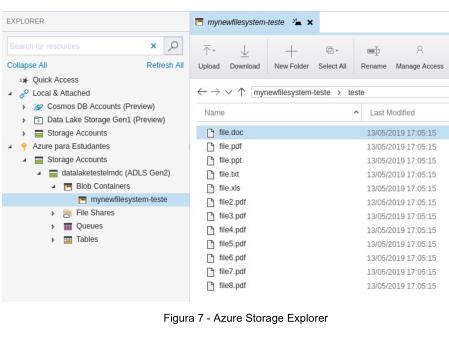 EXPLORER
Search for resources
Collapse All
Refresh All
Quick Access
Local & Attached
Cosmos DB Accounts (Preview)
Data Lake Storage Gen1 (Preview)
Storage Accounts
Azure para Estudantes
Storage Accounts
datalaketestelmdc (ADLS Gen2)
Blob Containers
mynewfilesystem-teste
File Shares
Queues
Tables
mynewfilesystem-teste
Upload
Download
New Folder
Select All
Rename
Manage Access
mynewfilesystem-teste > teste
Name
Last Modified
file.doc 13/05/2019 17:05:15
file.pdf 13/05/2019 17:05:15
file.ppt 13/05/2019 17:05:15
file.txt 13/05/2019 17:05:15
file.xls 13/05/2019 17:05:15
file2.pdf 13/05/2019 17:05:15
file3.pdf 13/05/2019 17:05:15
file4.pdf 13/05/2019 17:05:15
file5.pdf 13/05/2019 17:05:15
file6.pdf 13/05/2019 17:05:15
file7.pdf 13/05/2019 17:05:15
file8.pdf 13/05/2019 17:05:15
Figura 7 - Azure Storage Explorer